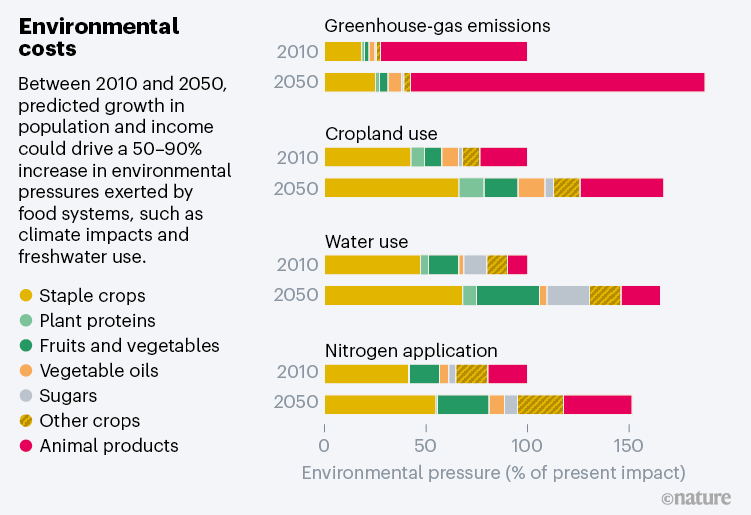 Environmental
costs
Between 2010 and 2050,
predicted growth in
population and income
could drive a 50–90%
increase in environmental
pressures exerted by
food systems, such as
climate impacts and
freshwater use.
Staple crops
Plant proteins
Fruits and vegetables
Vegetable oils
Sugars
Other crops
Animal products
Greenhouse-gas emissions
2010
2050
Cropland use
2010
2050
Water use
2010
2050
Nitrogen application
2010
2050
0 50 100 150
Environmental pressure (% of present impact)
©nature